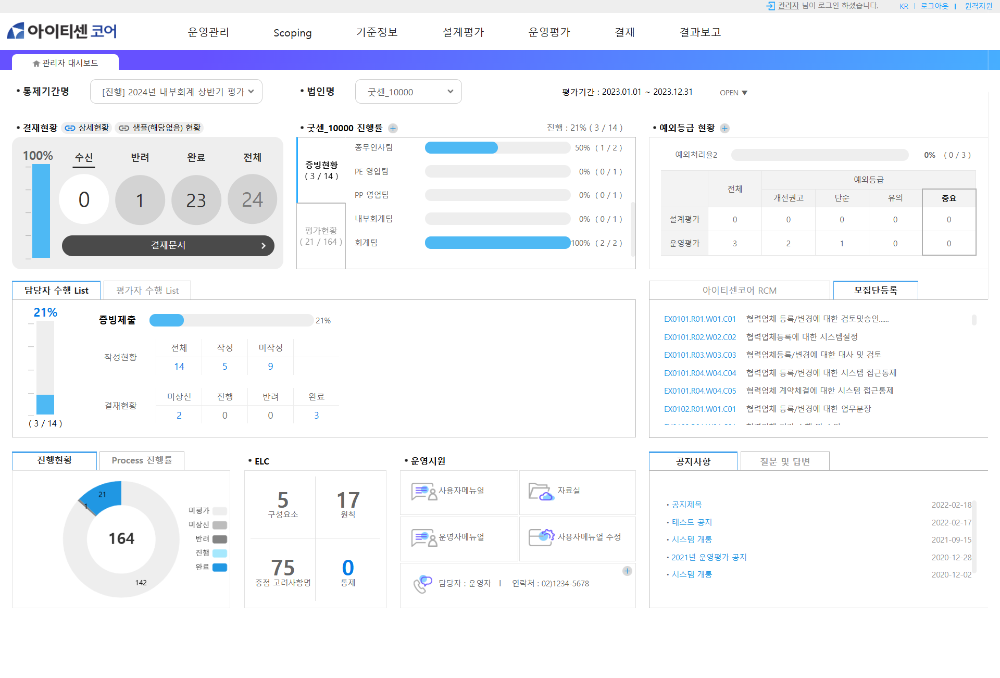 관리자 님이 로그인 하셨습니다. KR | 로그아웃 | 원격지원
아이티센 코어 운영관리 Scoping 기준정보 설계평가 운영평가 결재 결과보고
관리자 대시보드
• 통제기간명 [진행] 2024년 내부회계 상반기 평가 • 법인명 굿센_10000 평가기간 : 2023.01.01 ~ 2023.12.31 OPEN ▼
• 결재현황 상세현황 샘플(해당없음) 현황
100% 수신 반려 완료 전체
0 1 23 24
결재문서
• 굿센_10000 진행률 진행 : 21% ( 3 / 14 )
증빙현황
( 3 / 14 )
평가현황
( 21 / 164 )
총무인사팀 50% ( 1 / 2 )
PE 영업팀 0% ( 0 / 1 )
PP 영업팀 0% ( 0 / 1 )
내부회계팀 0% ( 0 / 1 )
회계팀 100% ( 2 / 2 )
• 예외등급 현황
예외처리율2 0% ( 0 / 3 )
전체 예외등급
개선권고 단순 유의 중요
설계평가 0 0 0 0 0
운영평가 3 2 1 0 0
담당자 수행 List 평가자 수행 List
21%
( 3 / 14 )
증빙제출 21%
작성현황
전체 작성 미작성
14 5 9
결재현황
미상신 진행 반려 완료
2 0 0 3
아이티센코어 RCM 모집단등록
EX0101.R01.W01.C01 협력업체 등록/변경에 대한 검토및승인......
EX0101.R02.W02.C02 협력업체등록에 대한 시스템설정
EX0101.R03.W03.C03 협력업체등록/변경에 대한 대사 및 검토
EX0101.R04.W04.C04 협력업체 등록/변경에 대한 시스템 접근통제
EX0101.R04.W04.C05 협력업체 계약체결에 대한 시스템 접근통제
EX0102.R01.W01.C01 협력업체 등록/변경에 대한 업무분장
진행현황 Process 진행률
21
1
164
142
미평가
미상신
반려
진행
완료
• ELC
5 17
구성요소 원칙
75 0
중점 고려사항명 통제
• 운영지원
사용자메뉴얼 자료실
운영자메뉴얼 사용자메뉴얼 수정
담당자 : 운영자 | 연락처 : 02)1234-5678
공지사항 질문 및 답변
• 공지제목 2022-02-18
• 테스트 공지 2022-02-17
• 시스템 개통 2021-09-15
• 2021년 운영평가 공지 2020-12-28
• 시스템 개통 2020-12-02